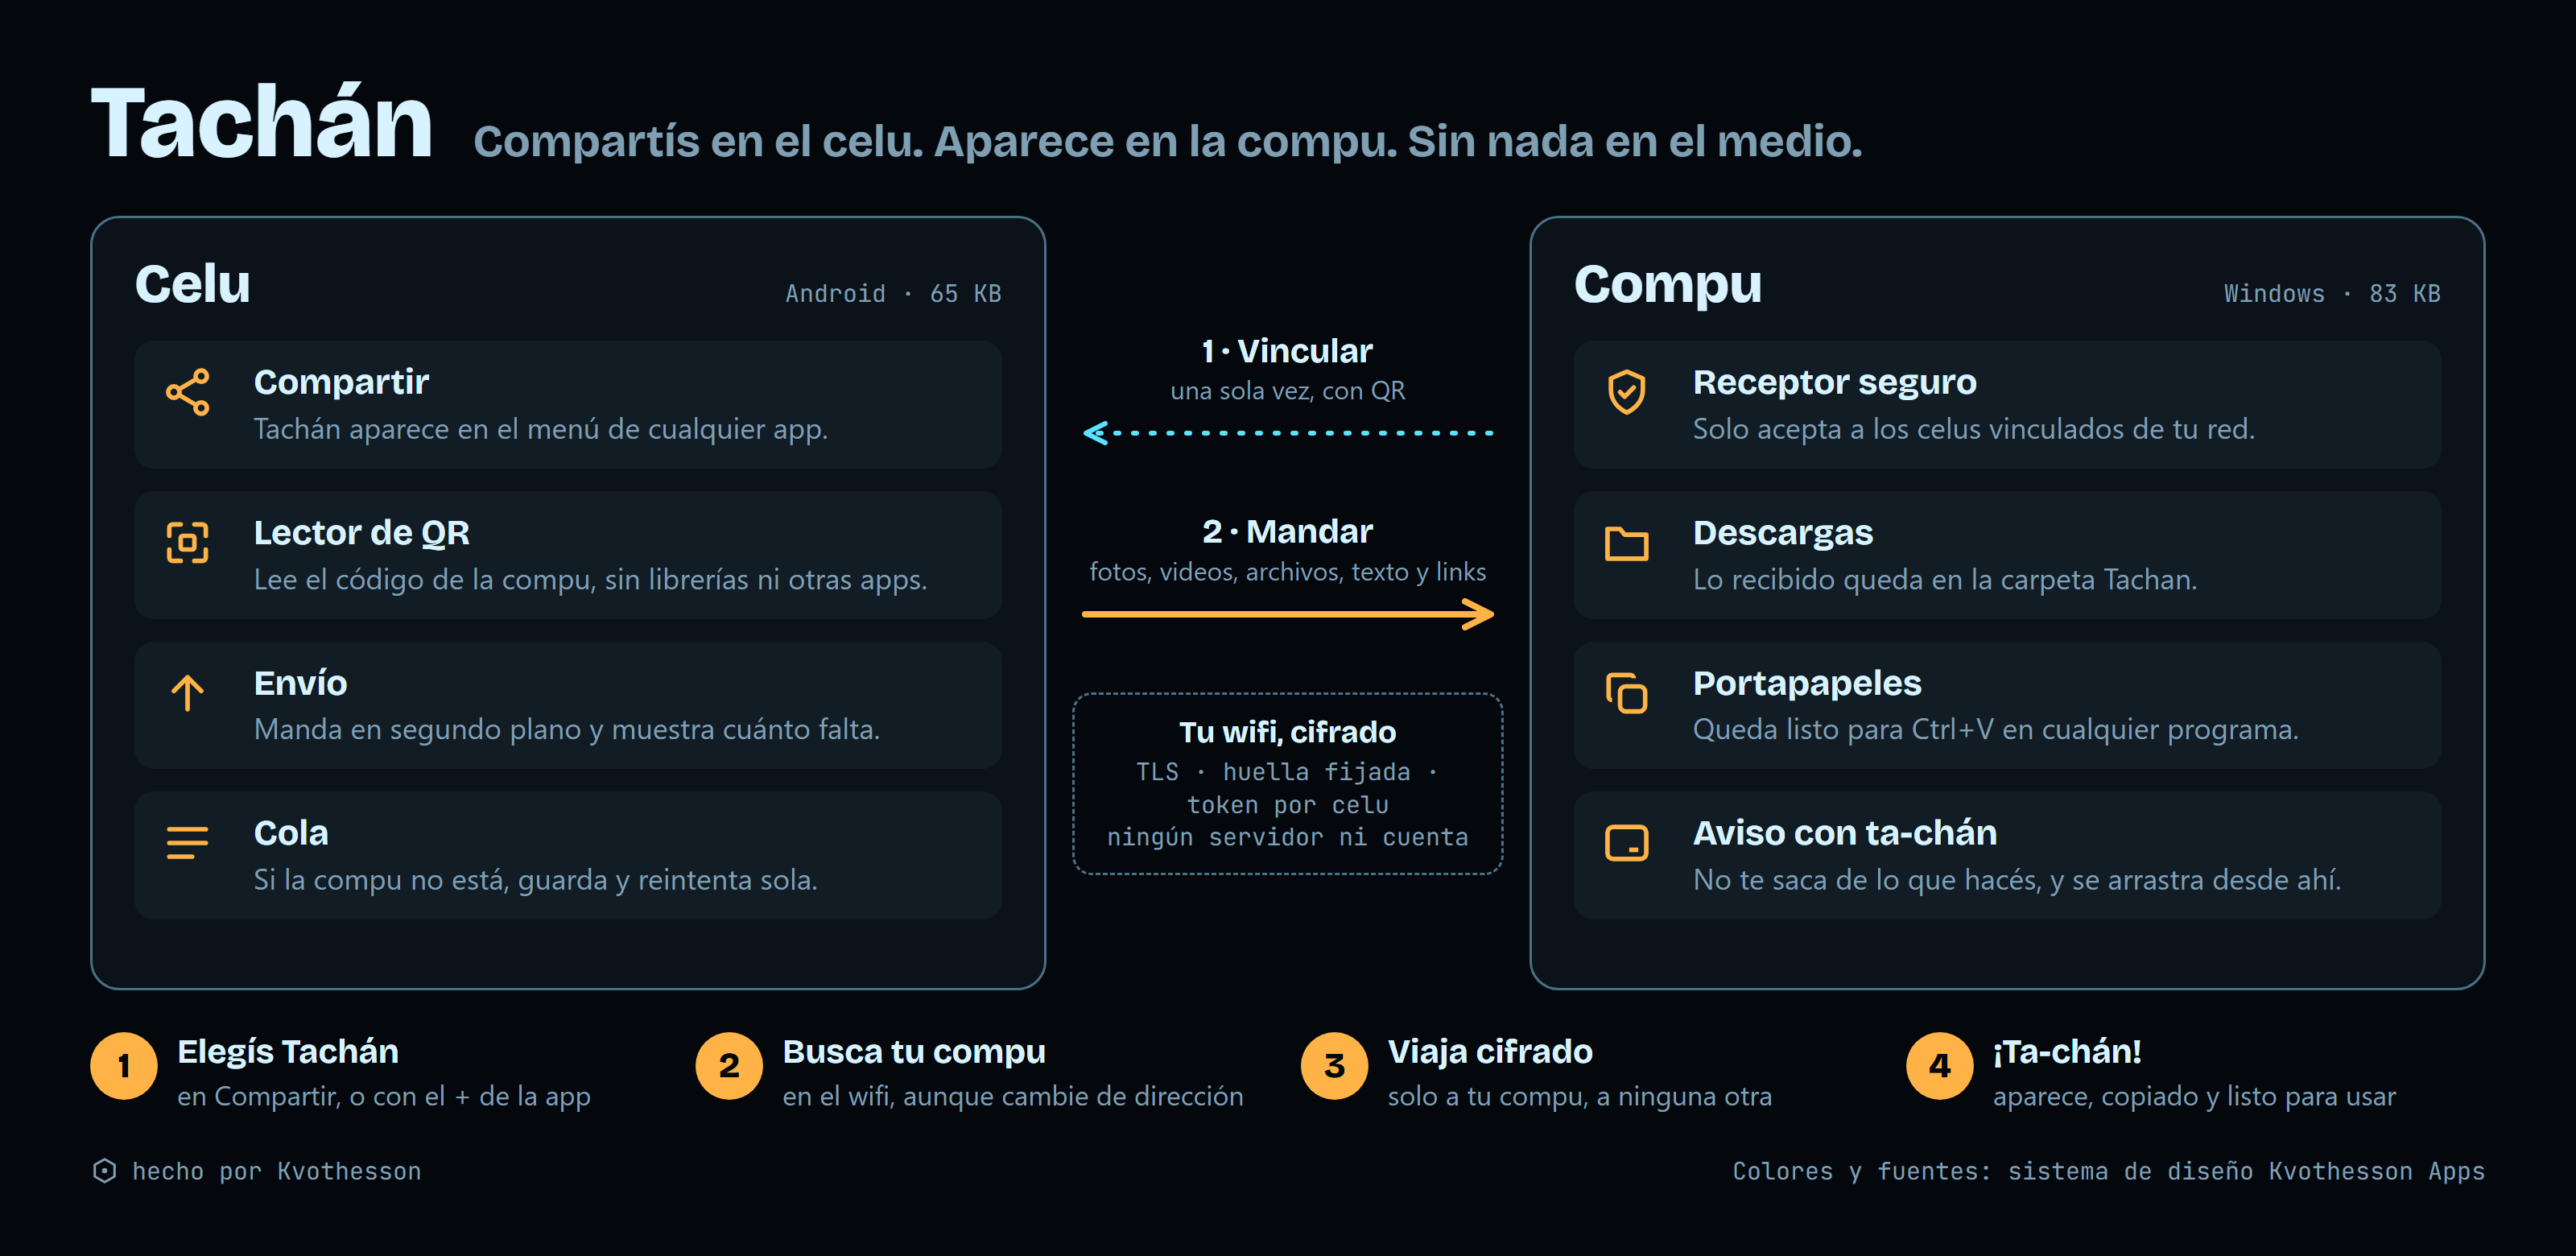 Tachán
Compartís en el celu. Aparece en la compu. Sin nada en el medio.
Celu
Android · 65 KB
Compartir
Tachán aparece en el menú de cualquier app.
Lector de QR
Lee el código de la compu, sin librerías ni otras apps.
Envío
Manda en segundo plano y muestra cuánto falta.
Cola
Si la compu no está, guarda y reintenta sola.
1 · Vincular
una sola vez, con QR
2 · Mandar
fotos, videos, archivos, texto y links
Tu wifi, cifrado
TLS · huella fijada ·
token por celu
ningún servidor ni cuenta
Compu
Windows · 83 KB
Receptor seguro
Solo acepta a los celus vinculados de tu red.
Descargas
Lo recibido queda en la carpeta Tachan.
Portapapeles
Queda listo para Ctrl+V en cualquier programa.
Aviso con ta-chán
No te saca de lo que hacés, y se arrastra desde ahí.
1
Elegís Tachán
en Compartir, o con el + de la app
2
Busca tu compu
en el wifi, aunque cambie de dirección
3
Viaja cifrado
solo a tu compu, a ninguna otra
4
¡Ta-chán!
aparece, copiado y listo para usar
hecho por Kvothesson
Colores y fuentes: sistema de diseño Kvothesson Apps